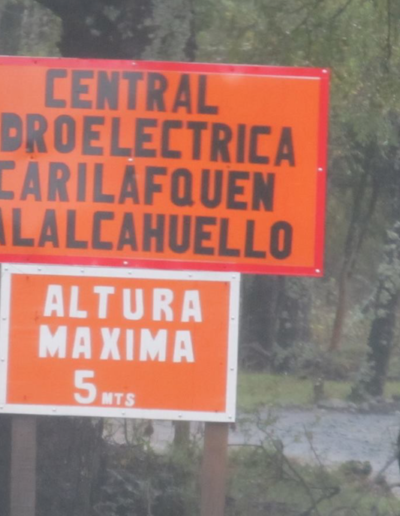 CENTRAL
DROELECTRICA
CARILAFQUEN
ALALCAHUELLO
ALTURA
MAXIMA
5 MTS